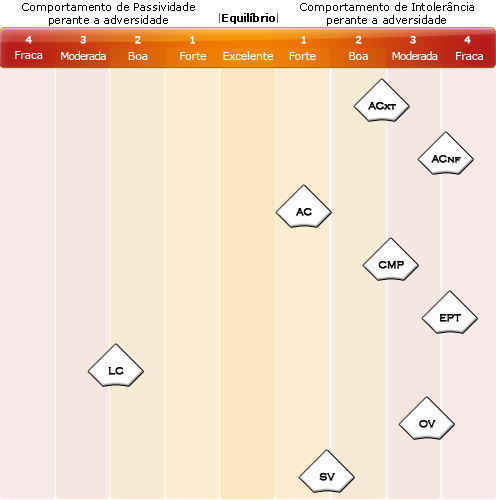 Comportamento de Passividade
perante a adversidade
|Equilíbrio|
Comportamento de Intolerância
perante a adversidade
4 3 2 1 1 2 3 4
Fraca Moderada Boa Forte Excelente Forte Boa Moderada Fraca
ACXT
ACNF
AC
CMP
EPT
LC
OV
SV